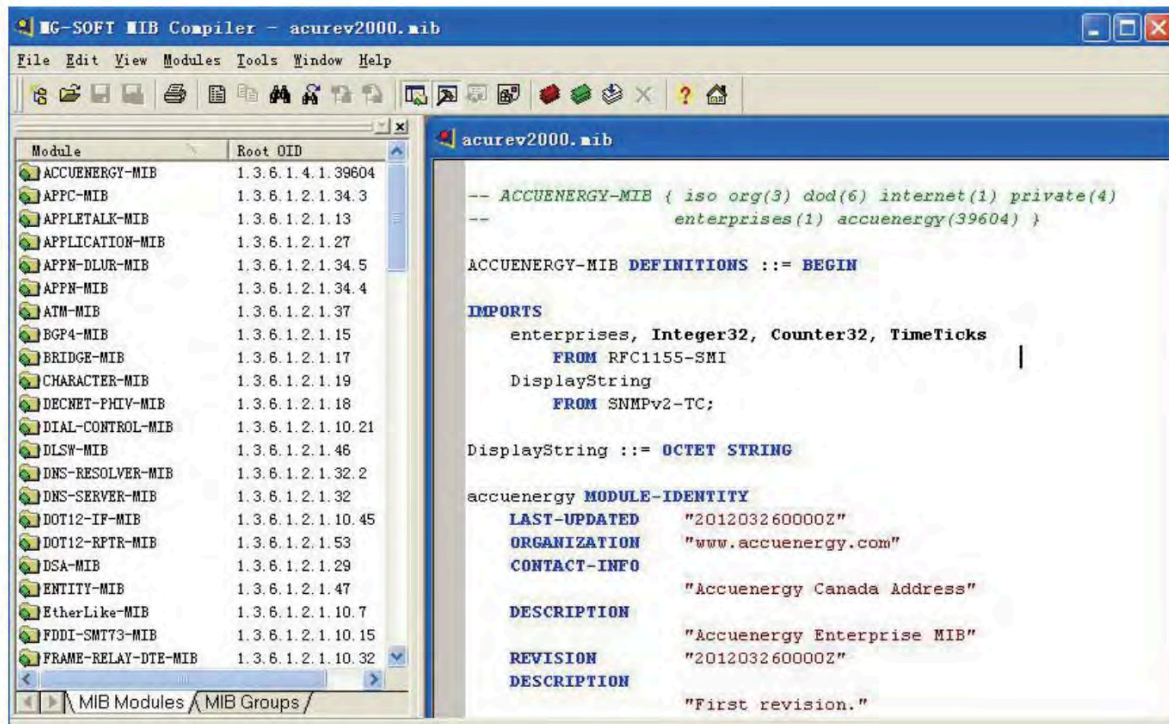 MG-SOFT MIB Compiler - acurev2000.mib
File Edit View Modules Tools Window Help
Module Root OID
ACCUENERGY-MIB 1.3.6.1.4.1.39604
APPC-MIB 1.3.6.1.2.1.34.3
APPLETALK-MIB 1.3.6.1.2.1.13
APPLICATION-MIB 1.3.6.1.2.1.27
APPN-DLUR-MIB 1.3.6.1.2.1.34.5
APPN-MIB 1.3.6.1.2.1.34.4
ATM-MIB 1.3.6.1.2.1.37
BGP4-MIB 1.3.6.1.2.1.15
BRIDGE-MIB 1.3.6.1.2.1.17
CHARACTER-MIB 1.3.6.1.2.1.19
DECNET-PHIV-MIB 1.3.6.1.2.1.18
DIAL-CONTROL-MIB 1.3.6.1.2.1.10.21
DLSW-MIB 1.3.6.1.2.1.46
DNS-RESOLVER-MIB 1.3.6.1.2.1.32.2
DNS-SERVER-MIB 1.3.6.1.2.1.32
DOT12-IF-MIB 1.3.6.1.2.1.10.45
DOT12-RPTR-MIB 1.3.6.1.2.1.53
DSA-MIB 1.3.6.1.2.1.29
ENTITY-MIB 1.3.6.1.2.1.47
EtherLike-MIB 1.3.6.1.2.1.10.7
FDDI-SMT73-MIB 1.3.6.1.2.1.10.15
FRAME-RELAY-DTE-MIB 1.3.6.1.2.1.10.32
MIB Modules MIB Groups
acurev2000.mib
-- ACCUENERGY-MIB { iso org(3) dod(6) internet(1) private(4)
-- enterprises(1) accuenergy(39604) }
ACCUENERGY-MIB DEFINITIONS ::= BEGIN
IMPORTS
enterprises, Integer32, Counter32, TimeTicks
FROM RFC1155-SMI
DisplayString
FROM SNMPv2-TC;
DisplayString ::= OCTET STRING
accuenergy MODULE-IDENTITY
LAST-UPDATED "201203260000Z"
ORGANIZATION "www.accuenergy.com"
CONTACT-INFO
"Accuenergy Canada Address"
DESCRIPTION
"Accuenergy Enterprise MIB"
REVISION "201203260000Z"
DESCRIPTION
"First revision."